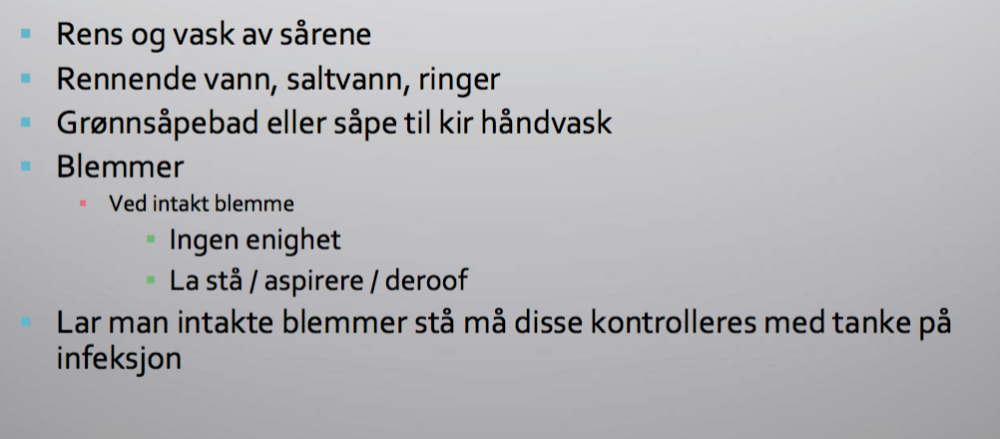 Rens og vask av sårene
Rennende vann, saltvann, ringer
Grønnsåpebad eller såpe til kir håndvask
Blemmer
Ved intakt blemme
Ingen enighet
La stå / aspirere / deroof
Lar man intakte blemmer stå må disse kontrolleres med tanke på
infeksjon